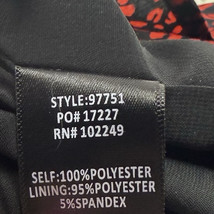 STYLE:97751
PO# 17227
RN# 102249
SELF:100%POLYESTER
LINING:95%POLYESTER
5%SPANDEX